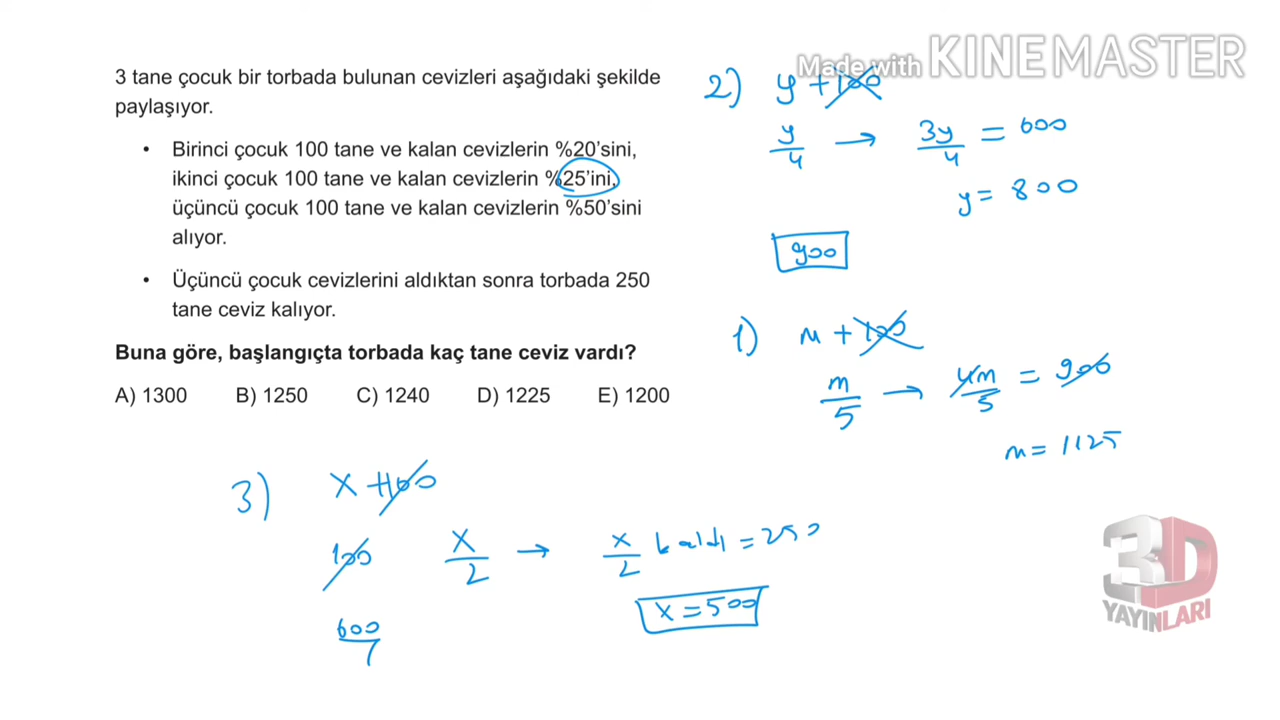 Made with KINEMASTER
3 tane çocuk bir torbada bulunan cevizleri aşağıdaki şekilde
paylaşıyor.
• Birinci çocuk 100 tane ve kalan cevizlerin %20'sini,
ikinci çocuk 100 tane ve kalan cevizlerin %25'ini,
üçüncü çocuk 100 tane ve kalan cevizlerin %50'sini
alıyor.
• Üçüncü çocuk cevizlerini aldıktan sonra torbada 250
tane ceviz kalıyor.
Buna göre, başlangıçta torbada kaç tane ceviz vardı?
A) 1300 B) 1250 C) 1240 D) 1225 E) 1200
2) y + 100
y/4 → 3y/4 = 600
y = 800
900
1) m + 100
m/5 → 4m/5 = 900
m = 1125
3) x + 100
100 x/2 → x/2 kaldı = 250
x = 500
600
3D
YAYINLARI